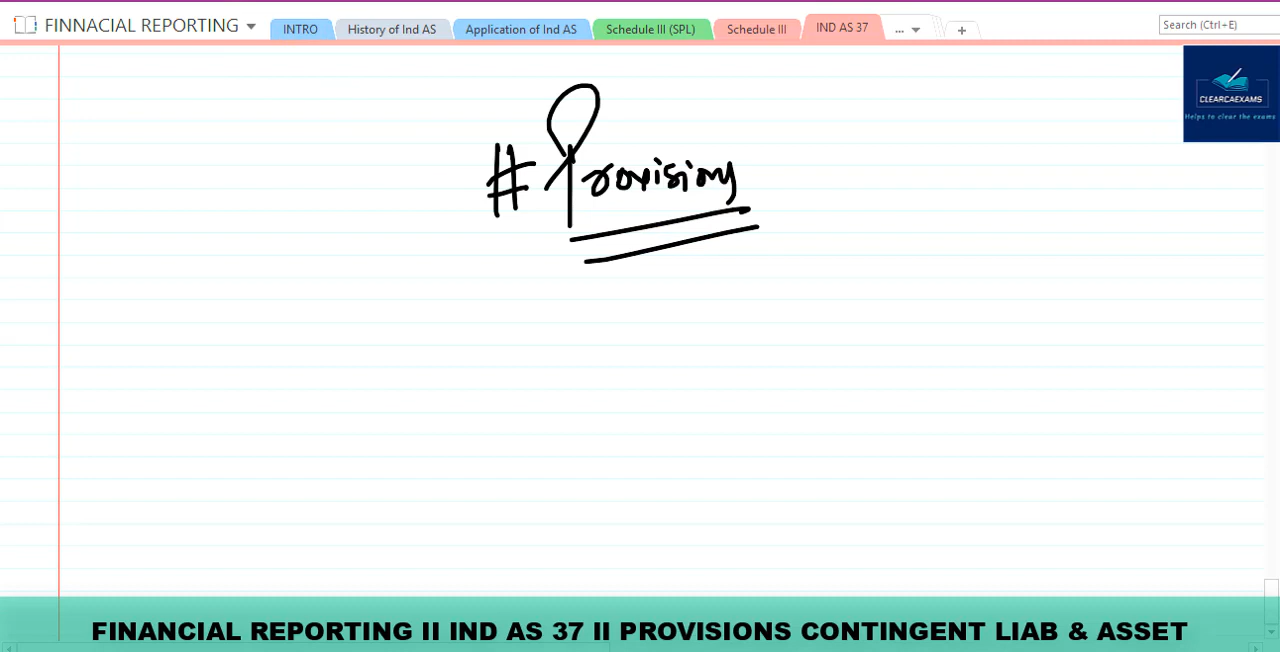 FINNACIAL REPORTING
INTRO
History of Ind AS
Application of Ind AS
Schedule III (SPL)
Schedule III
IND AS 37
...
+
Search (Ctrl+E)
CLEARCAEXAMS
Helps to clear the exams
# Provisions
FINANCIAL REPORTING II IND AS 37 II PROVISIONS CONTINGENT LIAB & ASSET